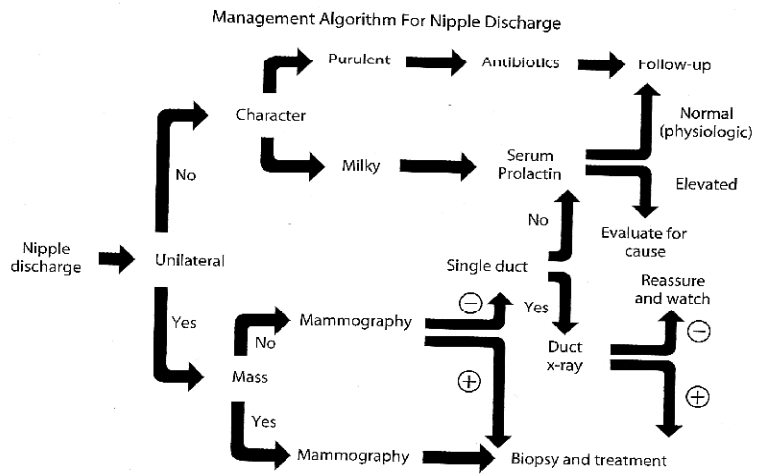 Management Algorithm For Nipple Discharge
Purulent
Antibiotics
Follow-up
Character
Normal
(physiologic)
No
Milky
Serum
Prolactin
Elevated
Nipple
discharge
Unilateral
No
Evaluate for
cause
Single duct
Reassure
and watch
Yes
−
Yes
Mammography
No
Duct
x-ray
−
Mass
+
+
Yes
Mammography
Biopsy and treatment